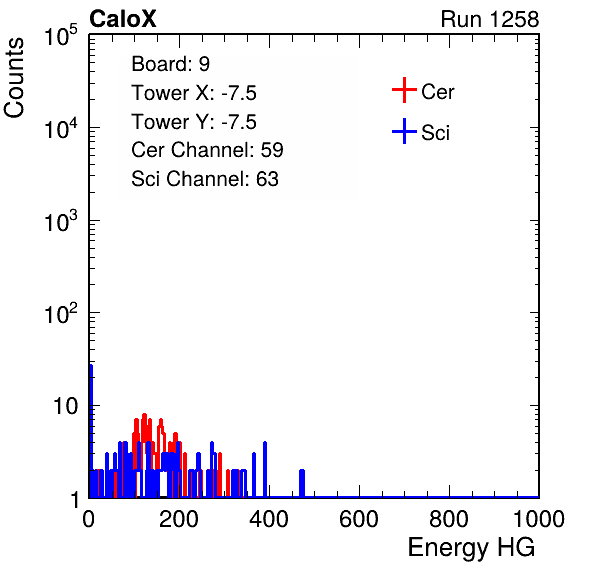 CaloX Run 1258
Counts
10^5
10^4
10^3
10^2
10
1
Board: 9
Tower X: -7.5
Tower Y: -7.5
Cer Channel: 59
Sci Channel: 63
Cer
Sci
0 200 400 600 800 1000
Energy HG